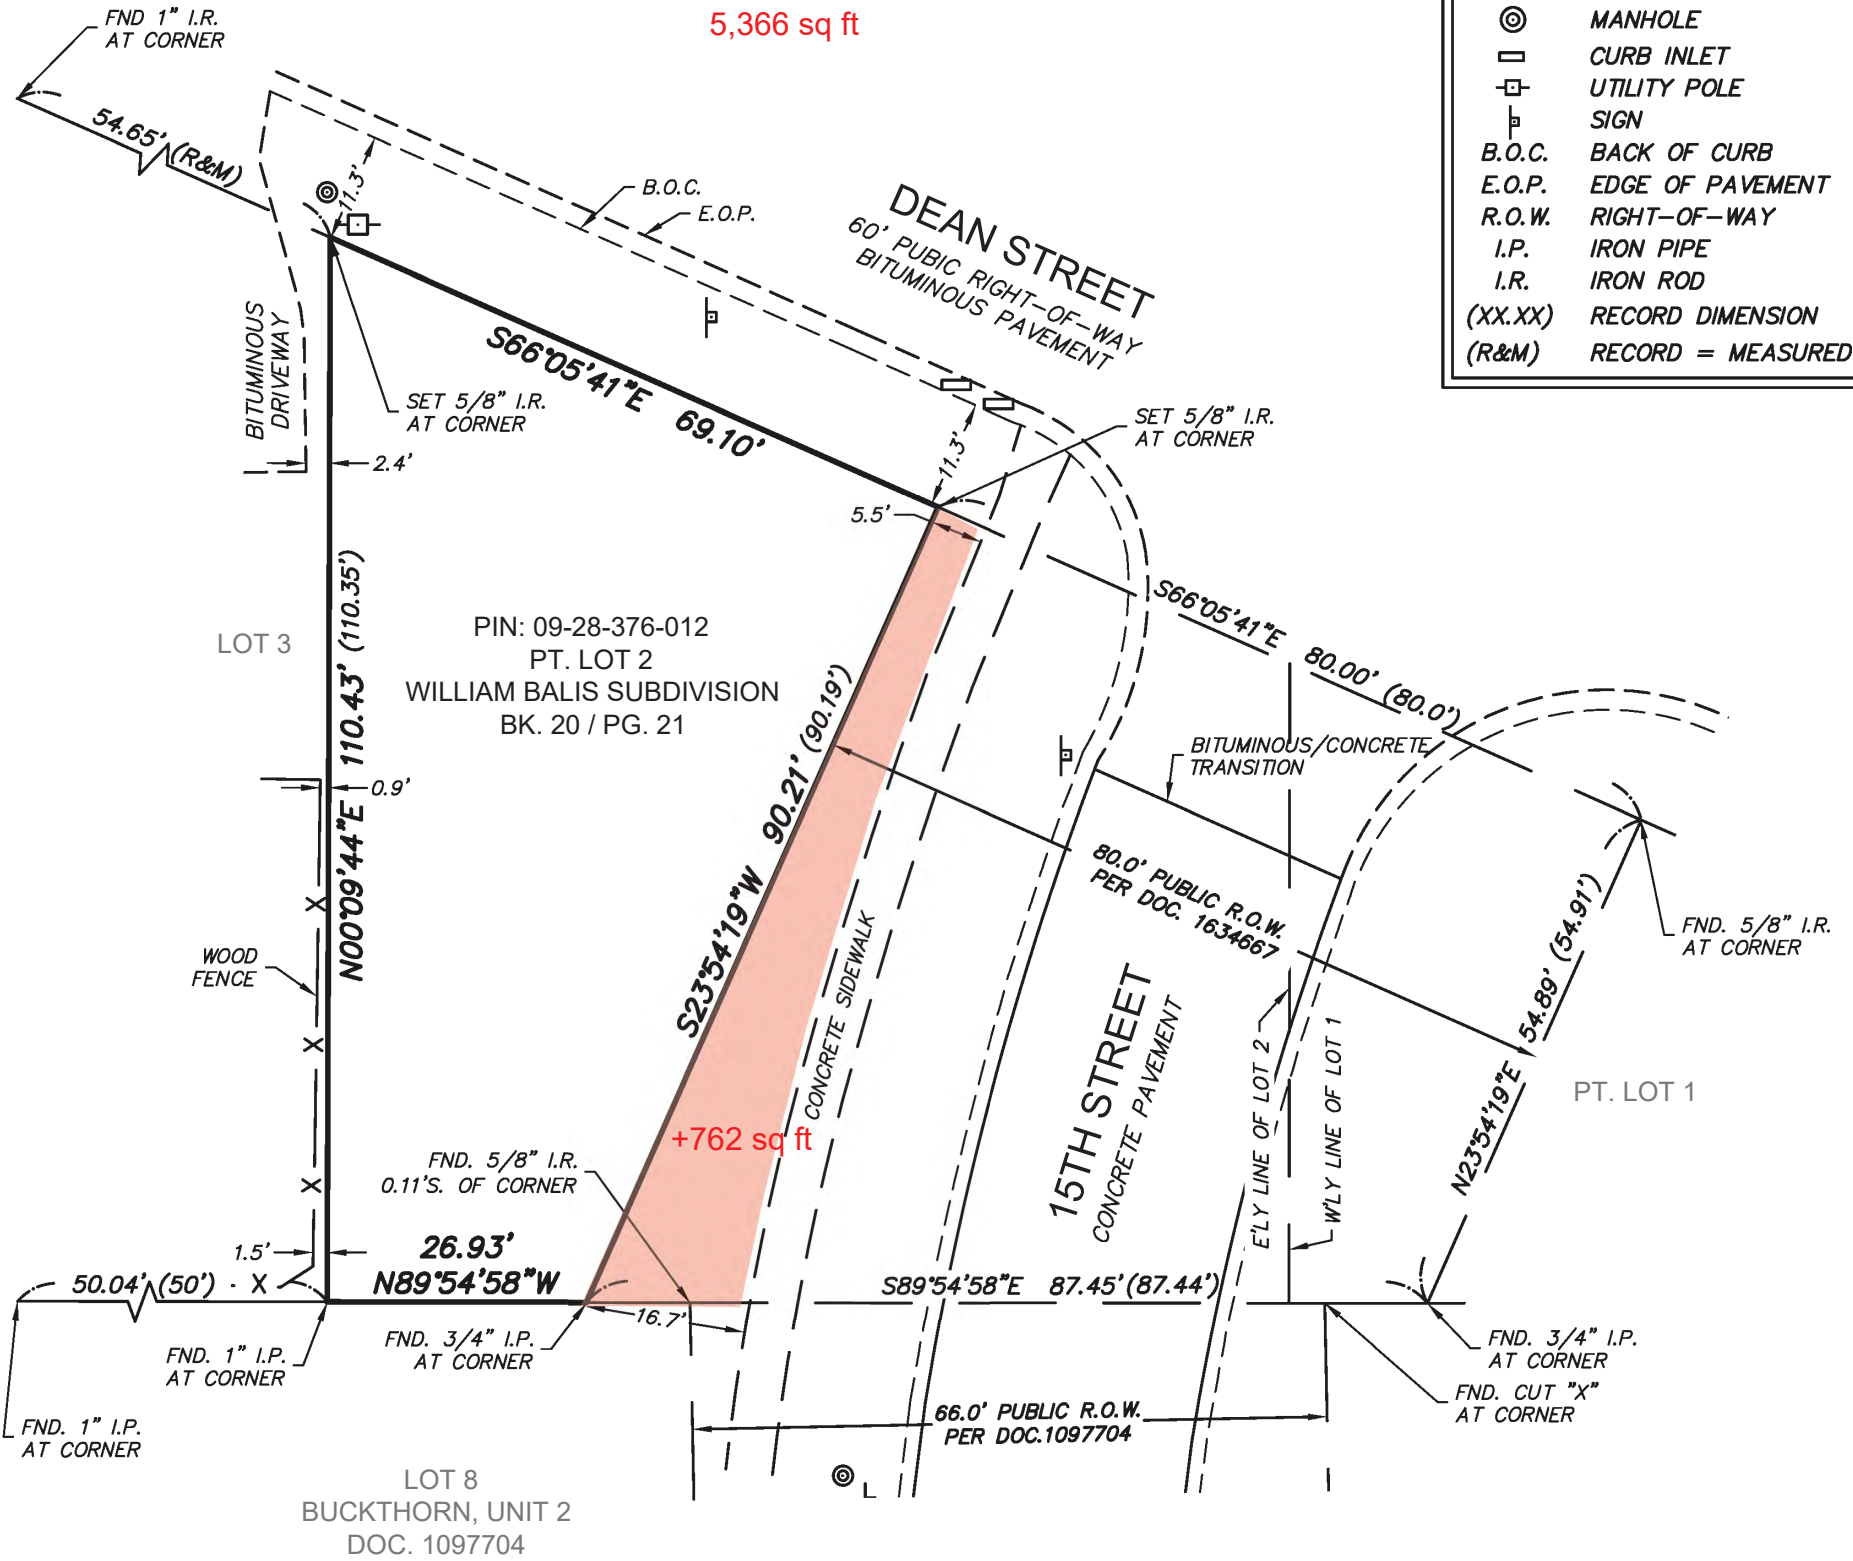 FND 1" I.R.
AT CORNER
5,366 sq ft
MANHOLE
CURB INLET
UTILITY POLE
SIGN
B.O.C. BACK OF CURB
E.O.P. EDGE OF PAVEMENT
R.O.W. RIGHT-OF-WAY
I.P. IRON PIPE
I.R. IRON ROD
(XX.XX) RECORD DIMENSION
(R&M) RECORD = MEASURED
54.65' (R&M)
11.3'
B.O.C.
E.O.P.
DEAN STREET
60' PUBIC RIGHT-OF-WAY
BITUMINOUS PAVEMENT
BITUMINOUS
DRIVEWAY
S66°05'41"E 69.10'
SET 5/8" I.R.
AT CORNER
2.4'
11.3'
SET 5/8" I.R.
AT CORNER
5.5'
S66°05'41"E 80.00' (80.0')
LOT 3
PIN: 09-28-376-012
PT. LOT 2
WILLIAM BALIS SUBDIVISION
BK. 20 / PG. 21
N00°09'44"E 110.43' (110.35')
S23°54'19"W 90.21' (90.19')
BITUMINOUS/CONCRETE
TRANSITION
0.9'
80.0' PUBLIC R.O.W.
PER DOC. 1634667
WOOD
FENCE
CONCRETE SIDEWALK
15TH STREET
CONCRETE PAVEMENT
E'LY LINE OF LOT 2
W'LY LINE OF LOT 1
N23°54'19"E 54.89' (54.91')
FND. 5/8" I.R.
AT CORNER
PT. LOT 1
+762 sq ft
FND. 5/8" I.R.
0.11'S. OF CORNER
X
X
X
1.5'
26.93'
N89°54'58"W
50.04' (50')
X
S89°54'58"E 87.45' (87.44')
16.7'
FND. 1" I.P.
AT CORNER
FND. 3/4" I.P.
AT CORNER
FND. 3/4" I.P.
AT CORNER
FND. CUT "X"
AT CORNER
FND. 1" I.P.
AT CORNER
66.0' PUBLIC R.O.W.
PER DOC.1097704
LOT 8
BUCKTHORN, UNIT 2
DOC. 1097704